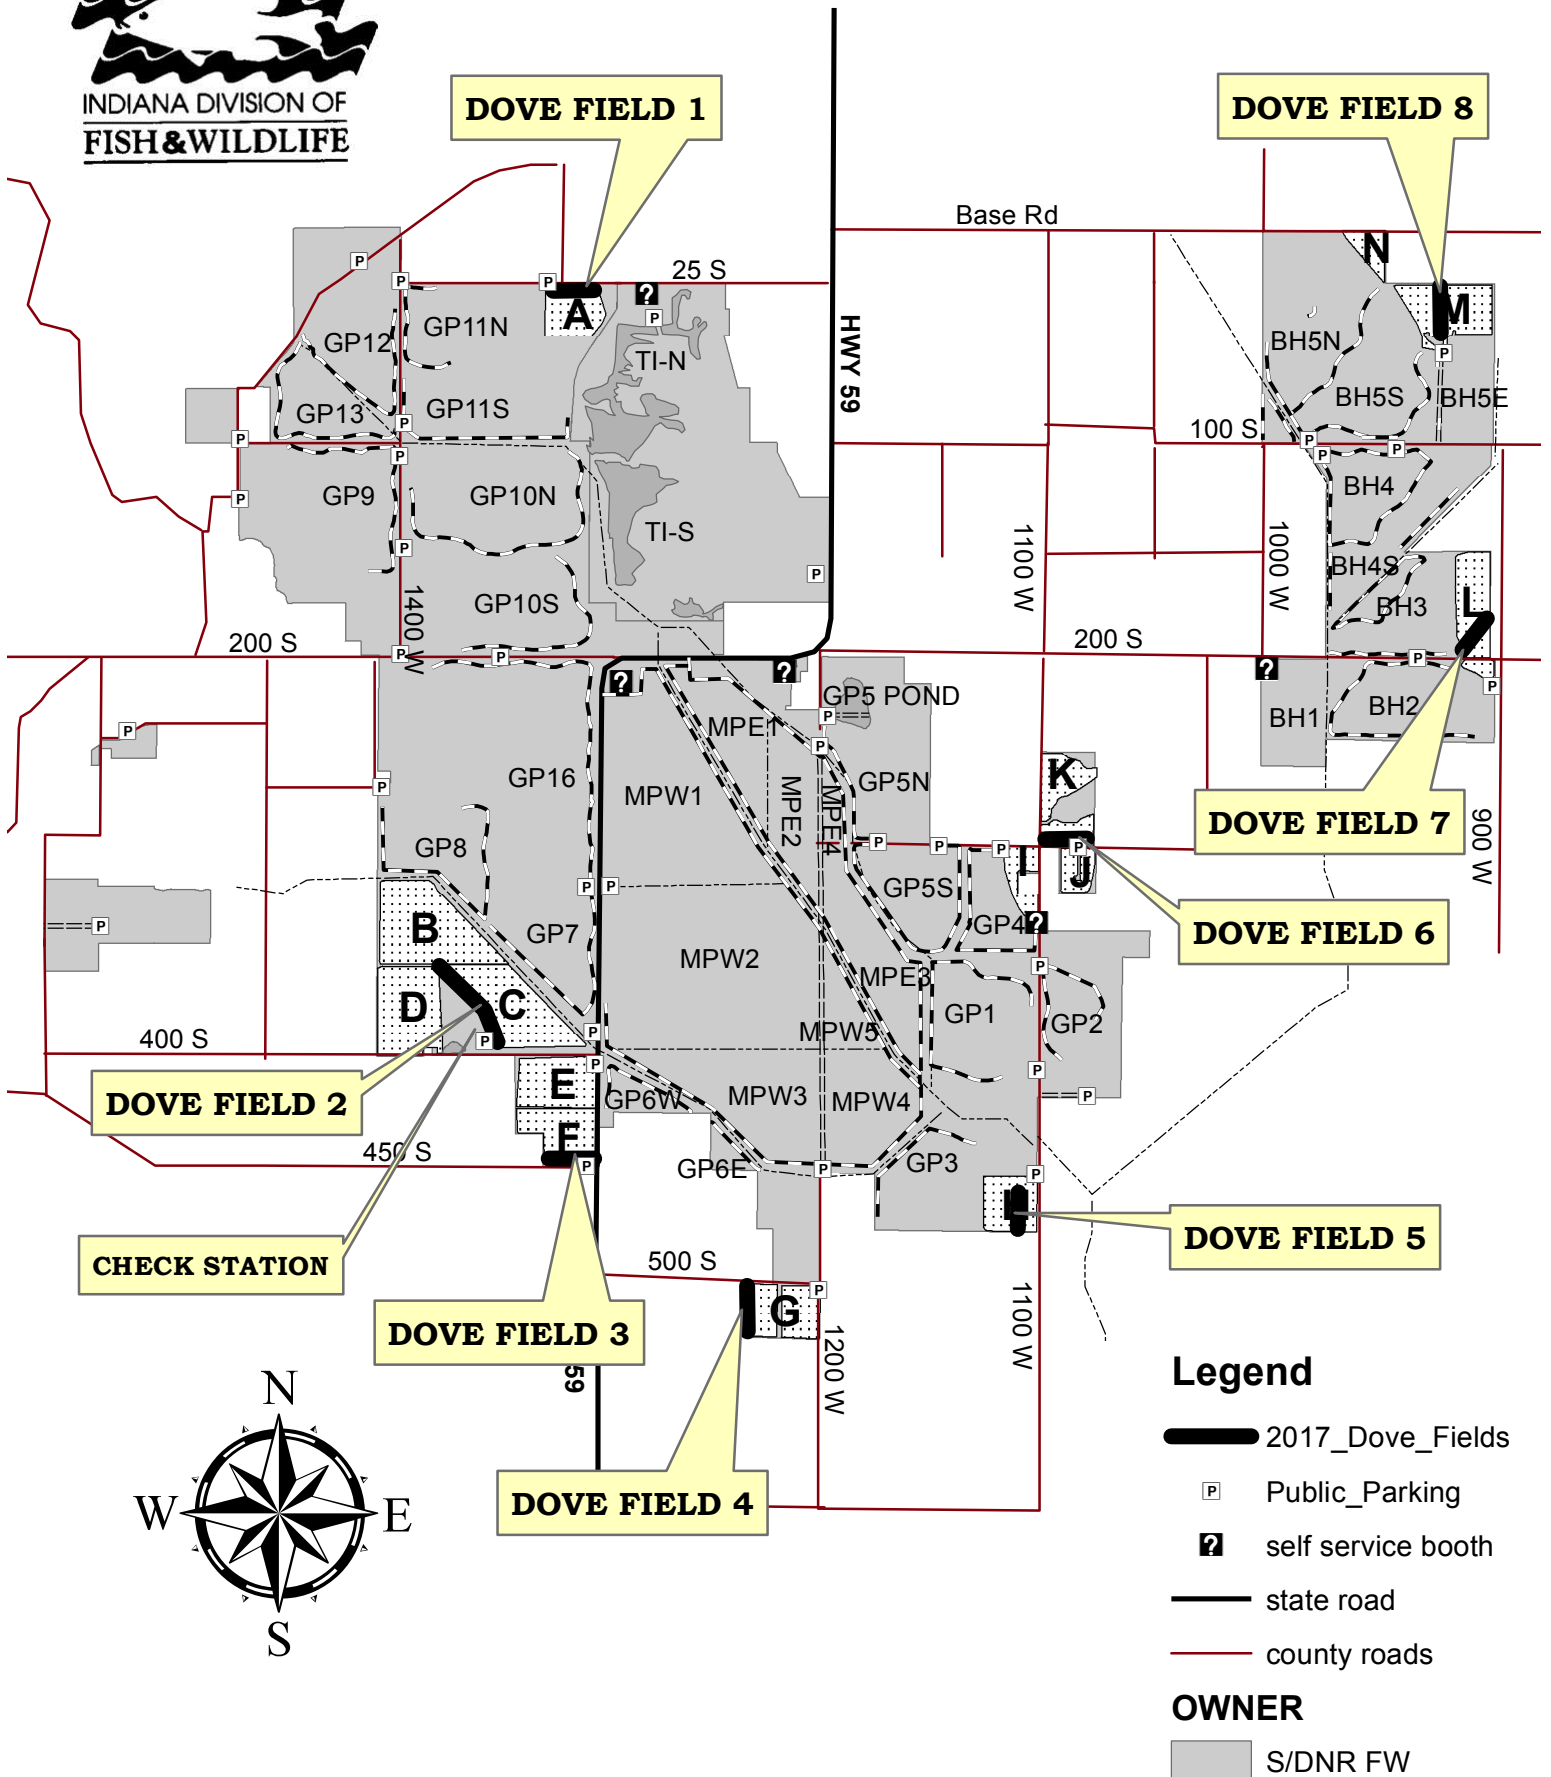 INDIANA DIVISION OF
FISH&WILDLIFE
DOVE FIELD 1
DOVE FIELD 8
Base Rd
N
25 S
A
M
GP11N
GP12
HWY 59
TI-N
BH5N
GP13
GP11S
BH5S
BH5E
100 S
GP9
GP10N
BH4
TI-S
1100 W
1000 W
BH4S
1400 W
GP10S
BH3
L
200 S
200 S
GP5 POND
MPE1
BH1
BH2
GP16
MPW1
MPE2
MPE4
GP5N
K
DOVE FIELD 7
900 W
GP8
I
J
GP5S
B
GP7
GP4
DOVE FIELD 6
MPW2
MPE3
D
C
GP1
GP2
MPW5
400 S
E
DOVE FIELD 2
GP6W
MPW3
MPW4
F
450 S
GP6E
GP3
DOVE FIELD 5
CHECK STATION
500 S
G
DOVE FIELD 3
1200 W
1100 W
59
DOVE FIELD 4
N
W
E
S
Legend
2017_Dove_Fields
P Public_Parking
? self service booth
state road
county roads
OWNER
S/DNR FW